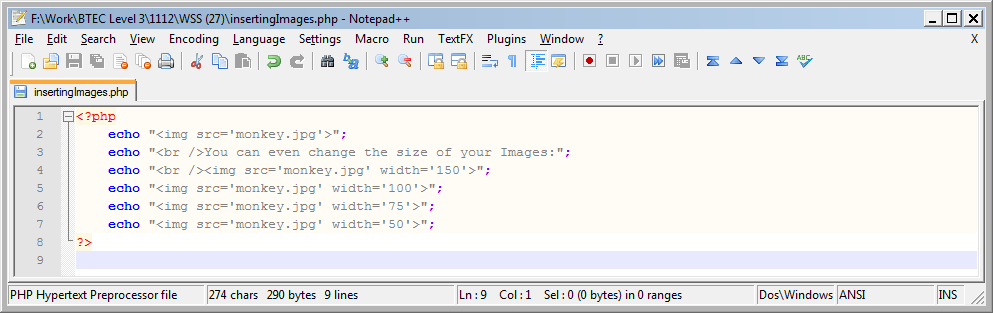 F:\Work\BTEC Level 3\1112\WSS (27)\insertingImages.php - Notepad++
File Edit Search View Encoding Language Settings Macro Run TextFX Plugins Window ? X
insertingImages.php
1 <?php
2 echo "<img src='monkey.jpg'>";
3 echo "<br />You can even change the size of your Images:";
4 echo "<br /><img src='monkey.jpg' width='150'>";
5 echo "<img src='monkey.jpg' width='100'>";
6 echo "<img src='monkey.jpg' width='75'>";
7 echo "<img src='monkey.jpg' width='50'>";
8 ?>
9
PHP Hypertext Preprocessor file 274 chars 290 bytes 9 lines Ln : 9 Col : 1 Sel : 0 (0 bytes) in 0 ranges Dos\Windows ANSI INS